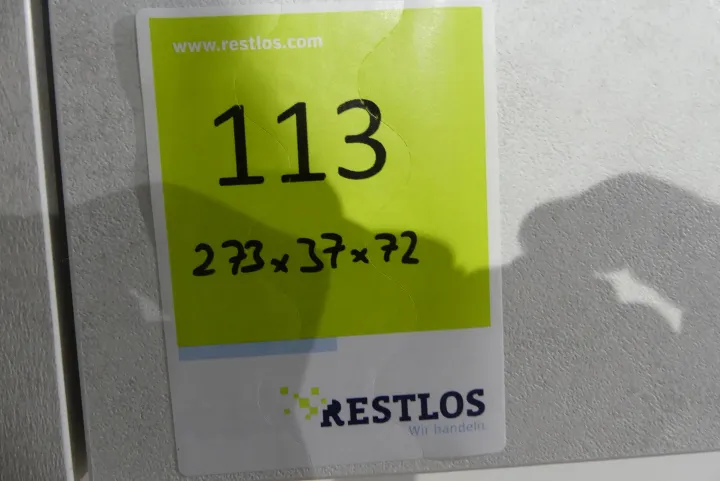 www.restlos.com
113
273x37x72
RESTLOS
Wir handeln.